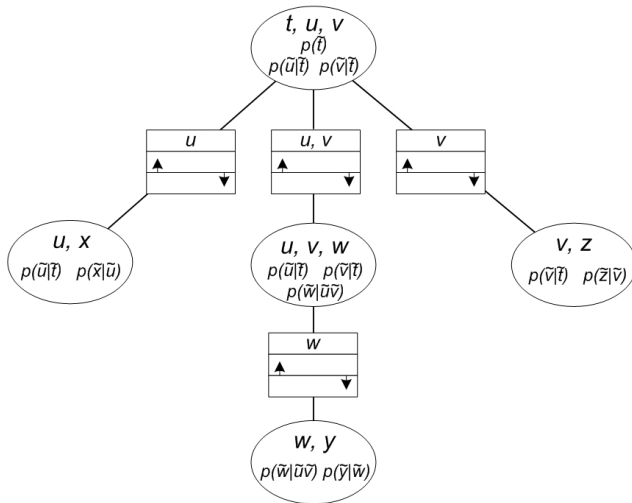 t, u, v
p(t̃)
p(ũ|t̃) p(ṽ|t̃)
u
u, v
v
u, x
p(ũ|t̃) p(x̃|ũ)
u, v, w
p(ũ|t̃) p(ṽ|t̃)
p(w̃|ũṽ)
v, z
p(ṽ|t̃) p(z̃|ṽ)
w
w, y
p(w̃|ũṽ) p(ỹ|w̃)